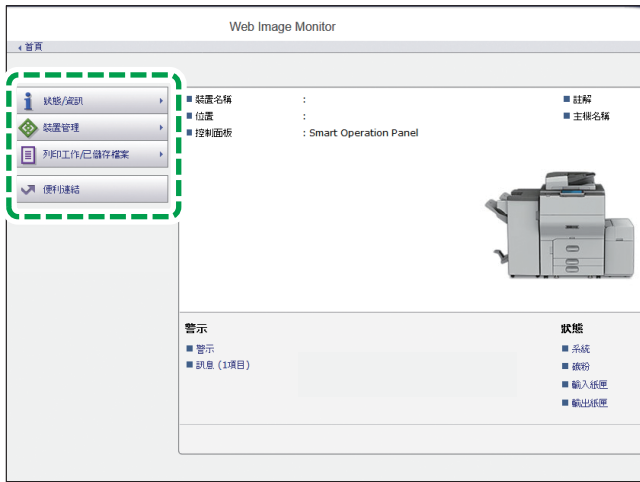 Web Image Monitor
首頁
狀態/資訊
裝置管理
列印工作/已儲存檔案
便利連結
裝置名稱 :
位置 :
控制面板 : Smart Operation Panel
註解
主機名稱
警示
警示
訊息 (1項目)
狀態
系統
碳粉
輸入紙匣
輸出紙匣